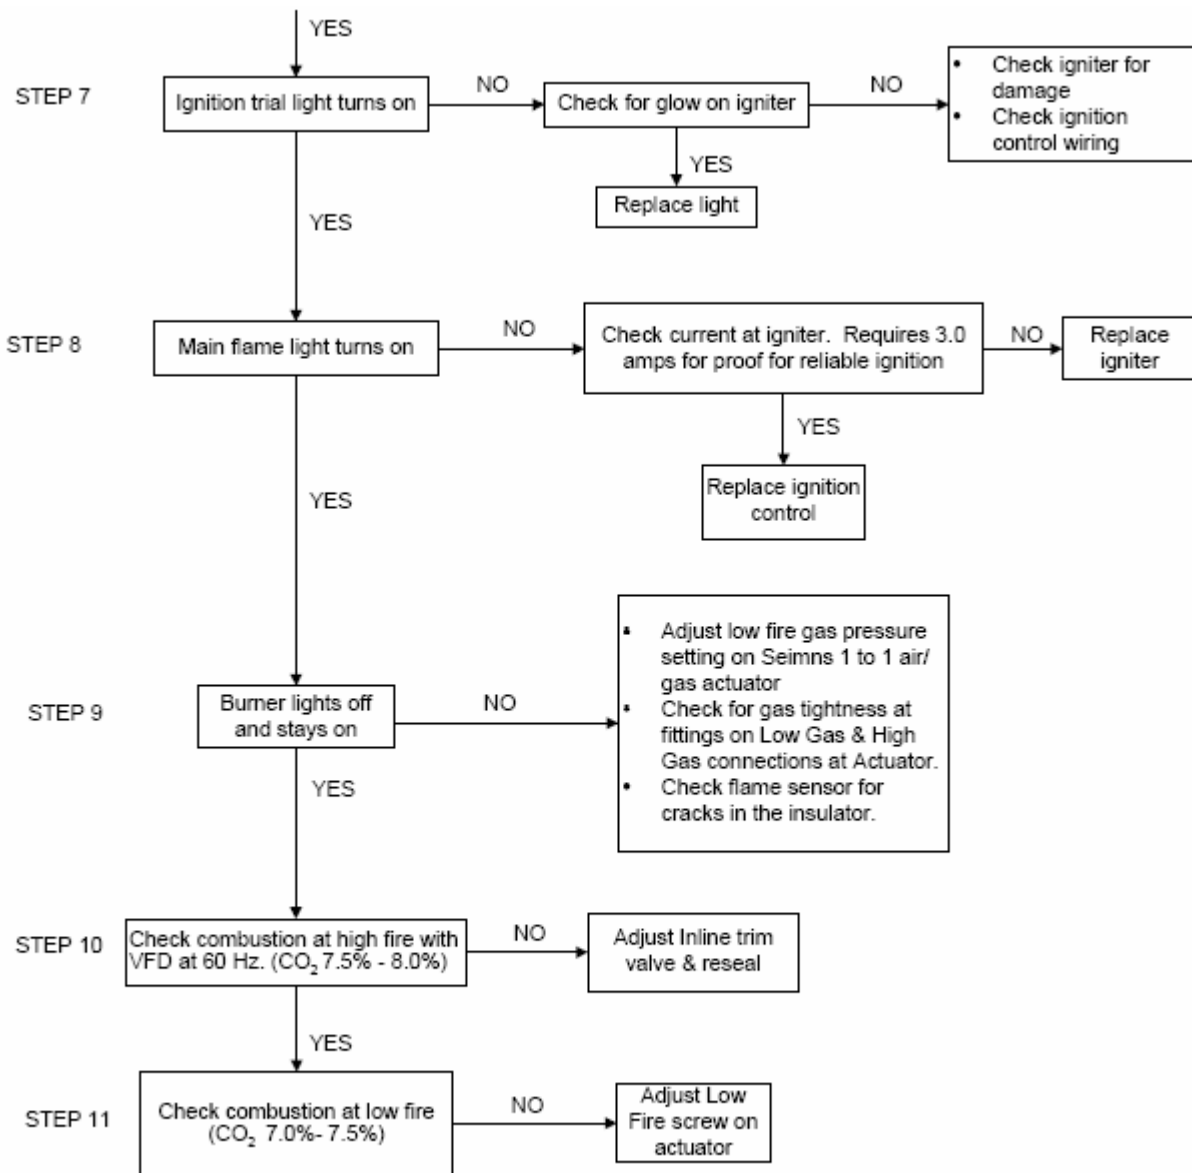 YES
STEP 7
Ignition trial light turns on
NO
Check for glow on igniter
NO
• Check igniter for
damage
• Check ignition
control wiring
YES
Replace light
YES
STEP 8
Main flame light turns on
NO
Check current at igniter. Requires 3.0
amps for proof for reliable ignition
NO
Replace
igniter
YES
Replace ignition
control
YES
STEP 9
Burner lights off
and stays on
NO
• Adjust low fire gas pressure
setting on Seimns 1 to 1 air/
gas actuator
• Check for gas tightness at
fittings on Low Gas & High
Gas connections at Actuator.
• Check flame sensor for
cracks in the insulator.
YES
STEP 10
Check combustion at high fire with
VFD at 60 Hz. (CO2 7.5% - 8.0%)
NO
Adjust Inline trim
valve & reseal
YES
STEP 11
Check combustion at low fire
(CO2 7.0%- 7.5%)
NO
Adjust Low
Fire screw on
actuator